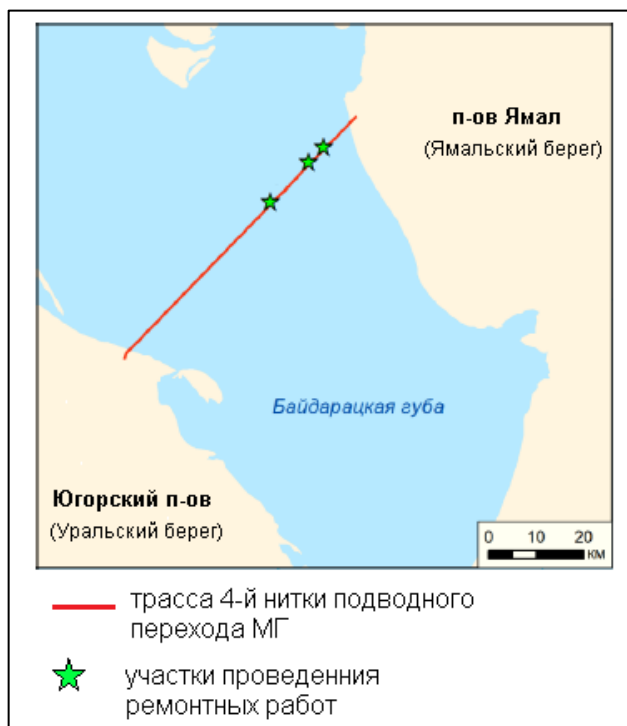 п-ов Ямал
(Ямальский берег)
Байдарацкая губа
Югорский п-ов
(Уральский берег)
0 10 20
КМ
трасса 4-й нитки подводного
перехода МГ
участки проведенния
ремонтных работ